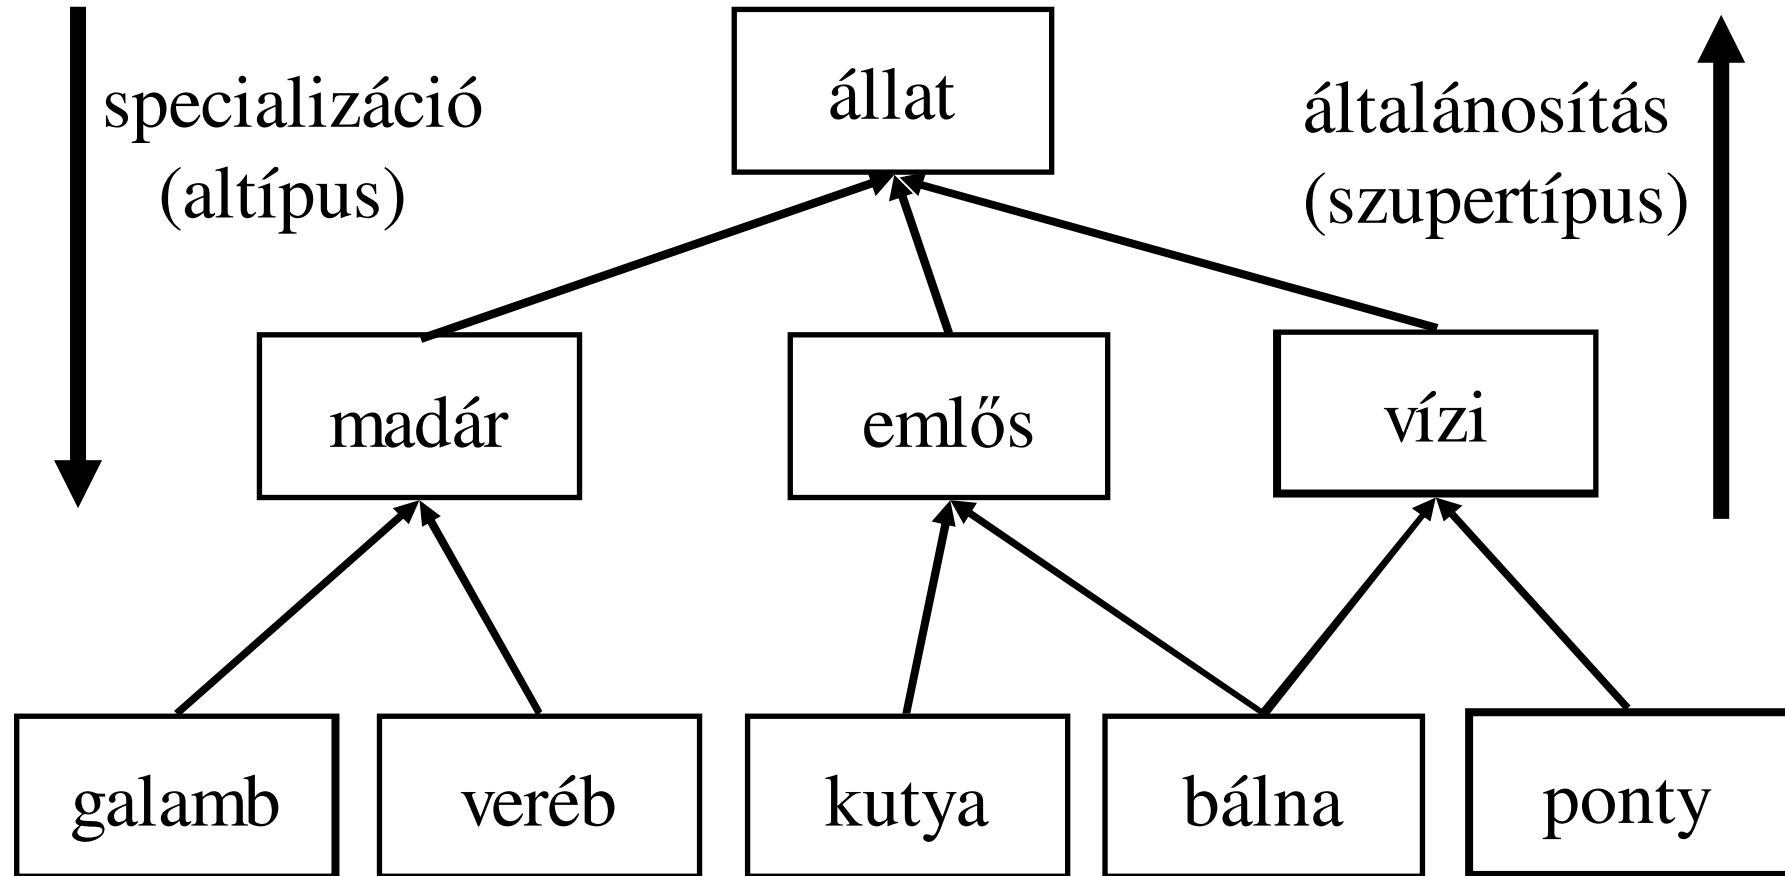 specializáció
(altípus)
állat
általánosítás
(szupertípus)
madár
emlős
vízi
galamb
veréb
kutya
bálna
ponty